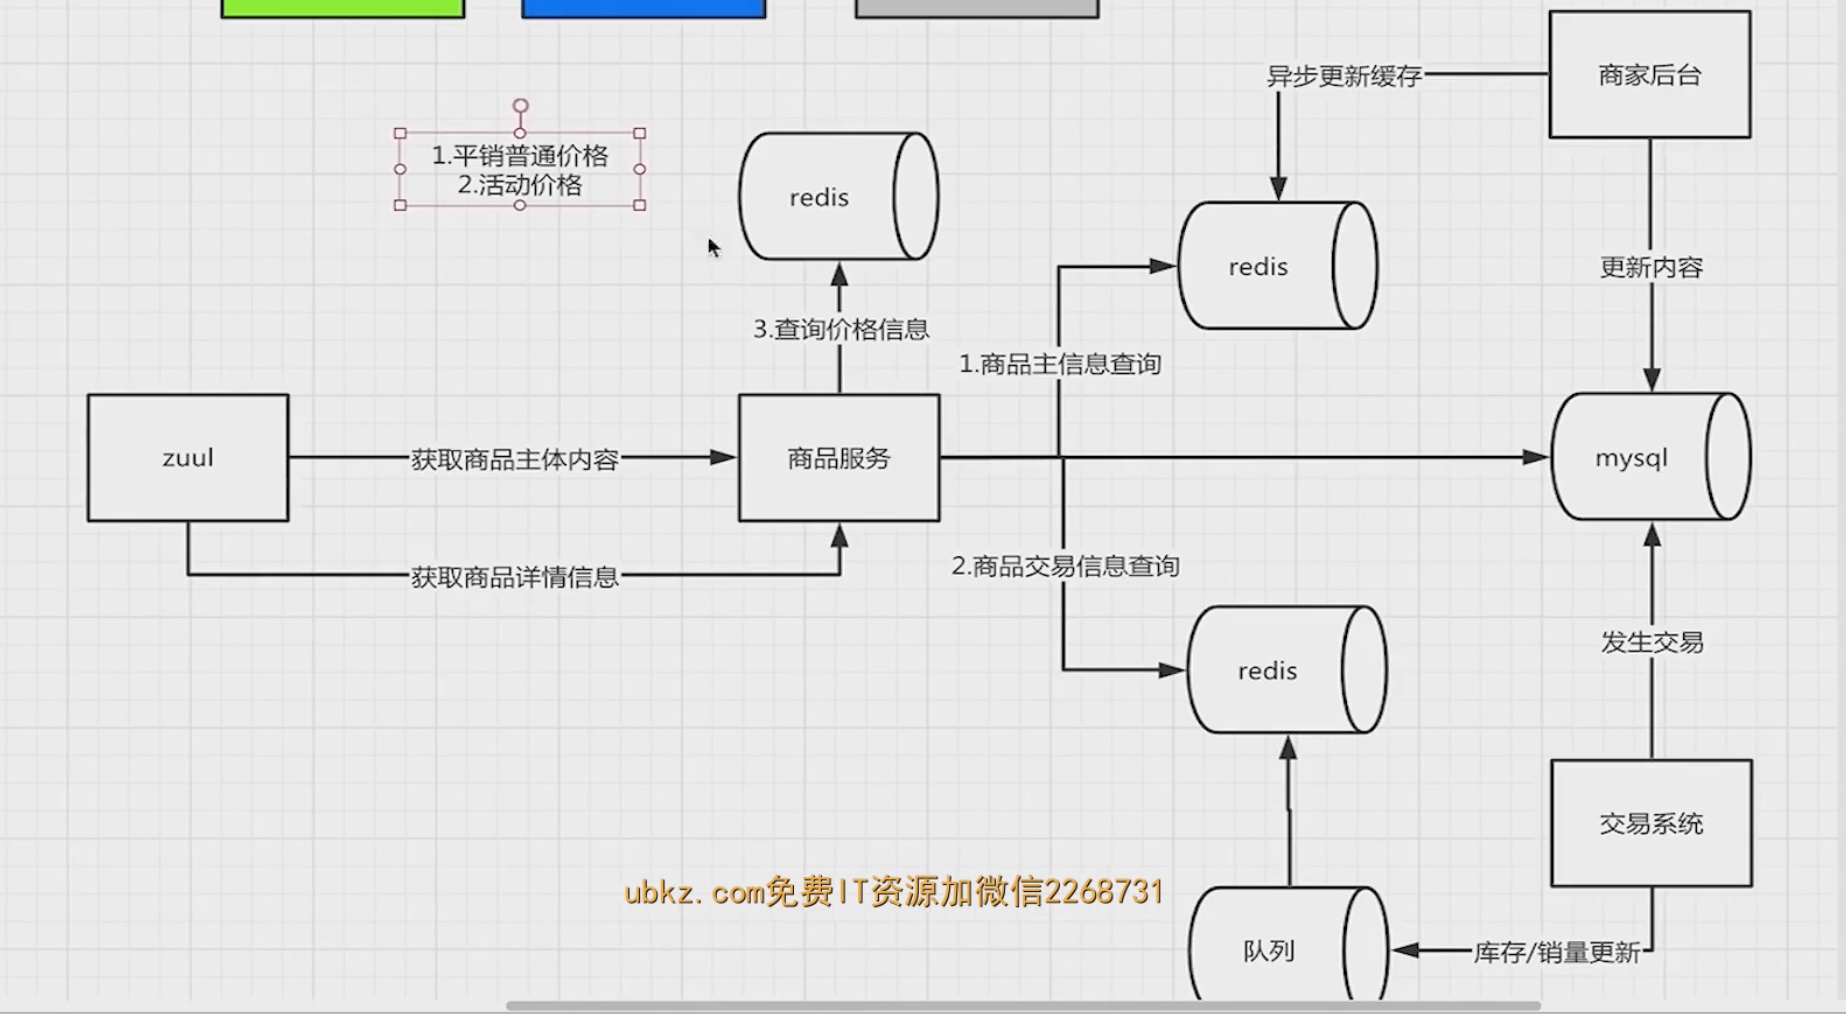 商家后台
异步更新缓存
1.平销普通价格
2.活动价格
redis
redis
更新内容
3.查询价格信息
1.商品主信息查询
zuul
获取商品主体内容
商品服务
mysql
获取商品详情信息
2.商品交易信息查询
redis
发生交易
交易系统
ubkz.com免费IT资源加微信2268731
队列
库存/销量更新